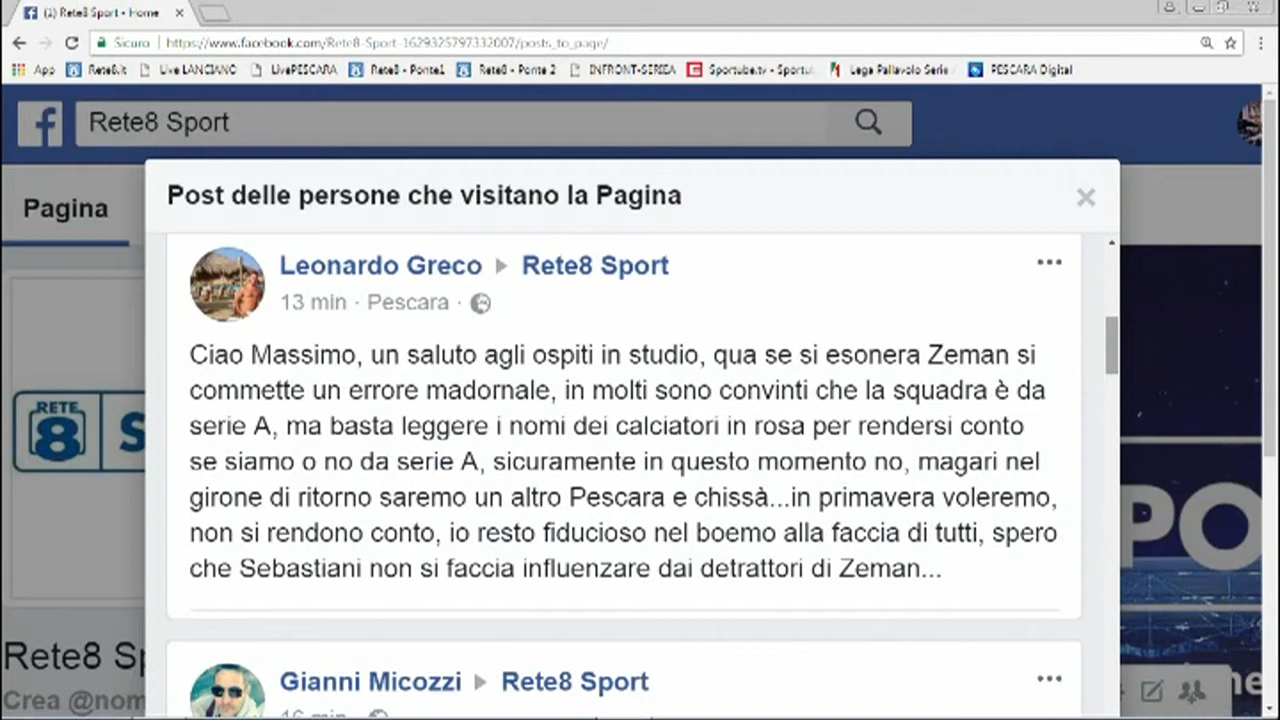 (1) Rete8 Sport - Home
Sicuro https://www.facebook.com/Rete8-Sport-1629325797332007/posts_to_page/
App Rete8.it Live LANCIANO LivePESCARA Rete8 - Ponte1 Rete8 - Ponte 2 INFRONT-SERIEA Sportube.tv - Sportu Lega Pallavolo Serie PESCARA Digital
Rete8 Sport
Pagina
Post delle persone che visitano la Pagina
Leonardo Greco Rete8 Sport
13 min · Pescara ·
Ciao Massimo, un saluto agli ospiti in studio, qua se si esonera Zeman si
commette un errore madornale, in molti sono convinti che la squadra è da
serie A, ma basta leggere i nomi dei calciatori in rosa per rendersi conto
se siamo o no da serie A, sicuramente in questo momento no, magari nel
girone di ritorno saremo un altro Pescara e chissà...in primavera voleremo,
non si rendono conto, io resto fiducioso nel boemo alla faccia di tutti, spero
che Sebastiani non si faccia influenzare dai detrattori di Zeman...
RETE
8 S
PO
Gianni Micozzi Rete8 Sport
16 min
Rete8 Sp
Crea @nom
ne